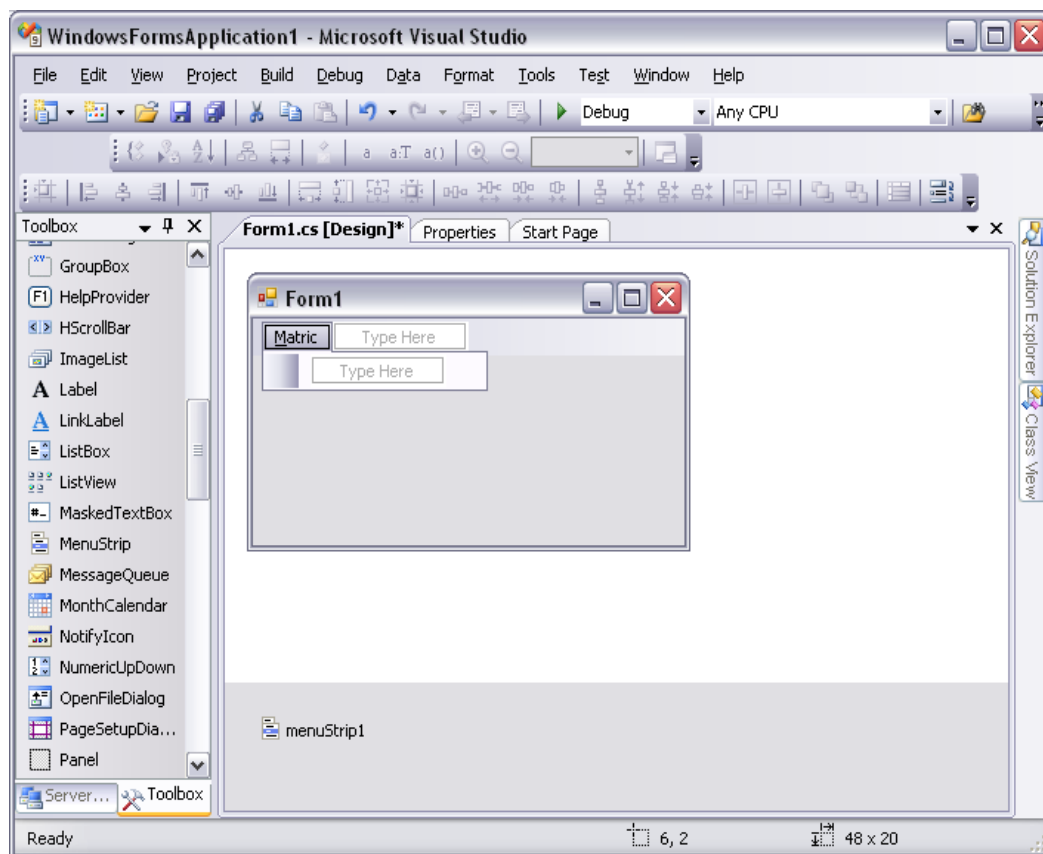 WindowsFormsApplication1 - Microsoft Visual Studio
File Edit View Project Build Debug Data Format Tools Test Window Help
Debug Any CPU
a a:T a()
Toolbox
Form1.cs [Design]* Properties Start Page
GroupBox
HelpProvider
HScrollBar
ImageList
Label
LinkLabel
ListBox
ListView
MaskedTextBox
MenuStrip
MessageQueue
MonthCalendar
NotifyIcon
NumericUpDown
OpenFileDialog
PageSetupDia...
Panel
Server... Toolbox
Form1
Matric Type Here
Type Here
menuStrip1
Solution Explorer
Class View
Ready 6, 2 48 x 20